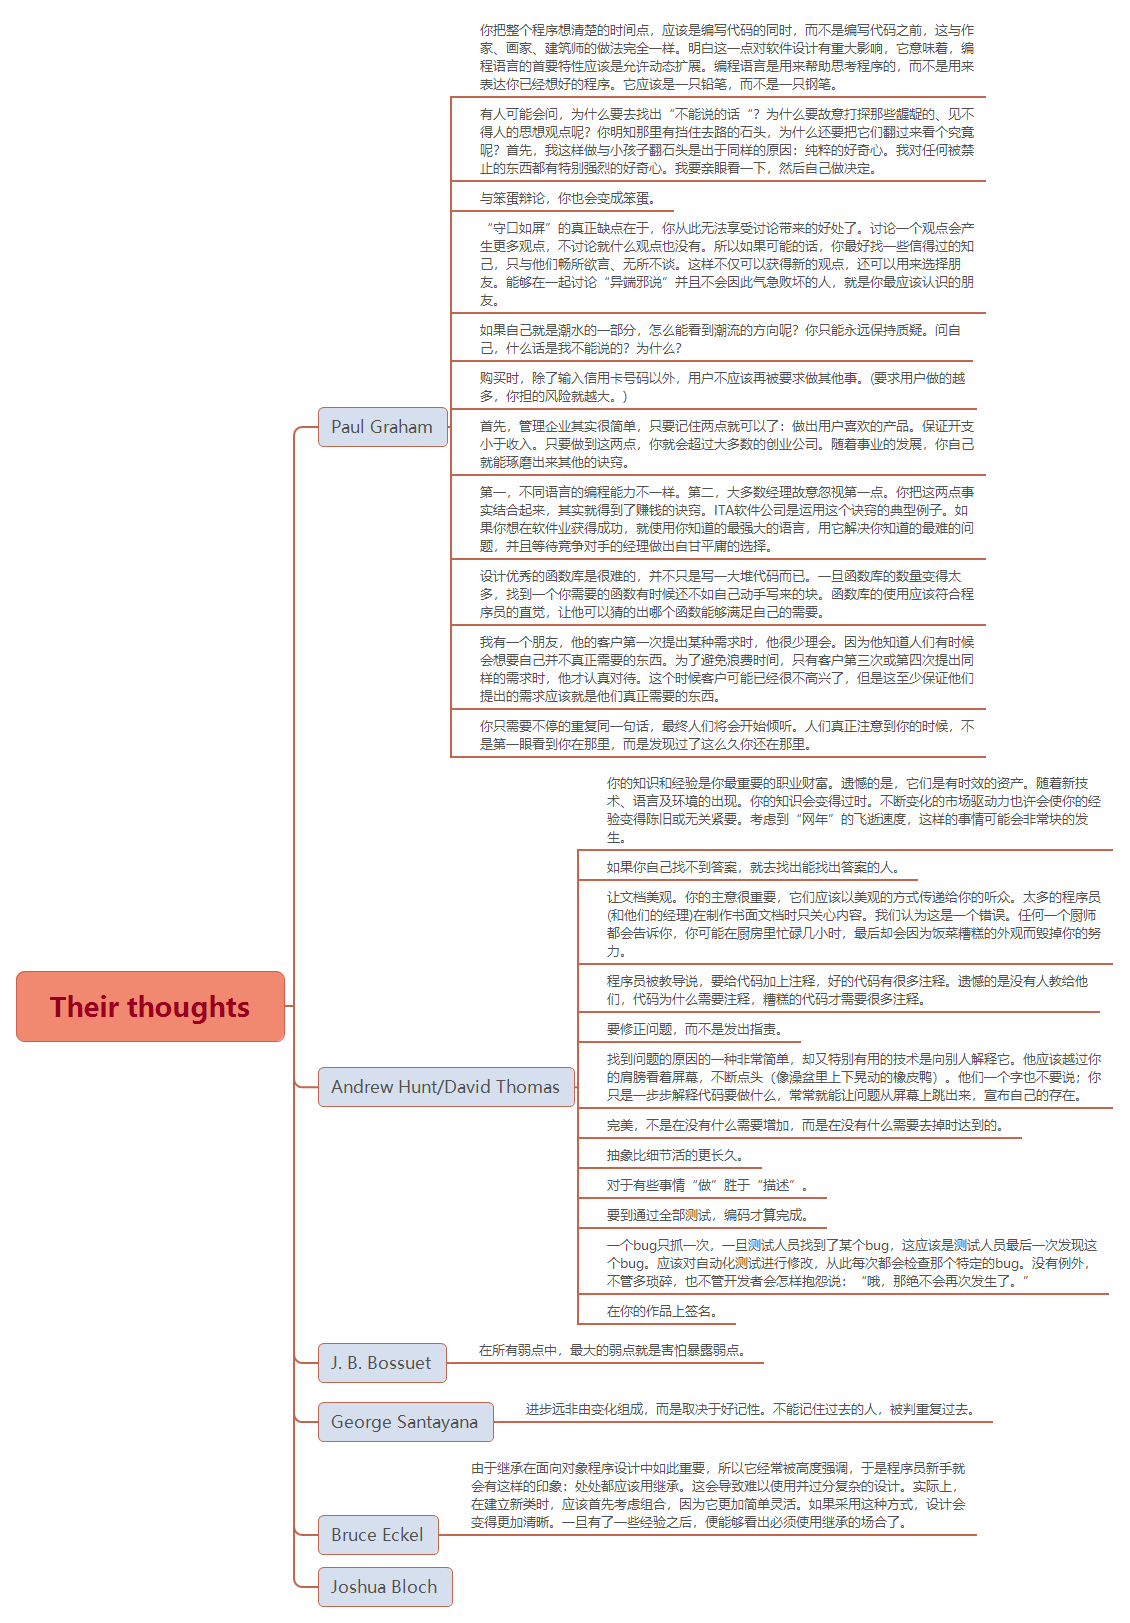 Their thoughts
Paul Graham
你把整个程序想清楚的时间点，应该是编写代码的同时，而不是编写代码之前，这与作
家、画家、建筑师的做法完全一样。明白这一点对软件设计有重大影响，它意味着，编
程语言的首要特性应该是允许动态扩展。编程语言是用来帮助思考程序的，而不是用来
表达你已经想好的程序。它应该是一只铅笔，而不是一只钢笔。
有人可能会问，为什么要去找出“不能说的话“？为什么要故意打探那些龌龊的、见不
得人的思想观点呢？你明知那里有挡住去路的石头，为什么还要把它们翻过来看个究竟
呢？首先，我这样做与小孩子翻石头是出于同样的原因：纯粹的好奇心。我对任何被禁
止的东西都有特别强烈的好奇心。我要亲眼看一下，然后自己做决定。
与笨蛋辩论，你也会变成笨蛋。
“守口如屏”的真正缺点在于，你从此无法享受讨论带来的好处了。讨论一个观点会产
生更多观点，不讨论就什么观点也没有。所以如果可能的话，你最好找一些信得过的知
己，只与他们畅所欲言、无所不谈。这样不仅可以获得新的观点，还可以用来选择朋
友。能够在一起讨论“异端邪说”并且不会因此气急败坏的人，就是你最应该认识的朋
友。
如果自己就是潮水的一部分，怎么能看到潮流的方向呢？你只能永远保持质疑。问自
己，什么话是我不能说的？为什么？
购买时，除了输入信用卡号码以外，用户不应该再被要求做其他事。(要求用户做的越
多，你担的风险就越大。)
首先，管理企业其实很简单，只要记住两点就可以了：做出用户喜欢的产品。保证开支
小于收入。只要做到这两点，你就会超过大多数的创业公司。随着事业的发展，你自己
就能琢磨出来其他的诀窍。
第一，不同语言的编程能力不一样。第二，大多数经理故意忽视第一点。你把这两点事
实结合起来，其实就得到了赚钱的诀窍。ITA软件公司是运用这个诀窍的典型例子。如
果你想在软件业获得成功，就使用你知道的最强大的语言，用它解决你知道的最难的问
题，并且等待竞争对手的经理做出自甘平庸的选择。
设计优秀的函数库是很难的，并不只是写一大堆代码而已。一旦函数库的数量变得太
多，找到一个你需要的函数有时候还不如自己动手写来的块。函数库的使用应该符合程
序员的直觉，让他可以猜的出哪个函数能够满足自己的需要。
我有一个朋友，他的客户第一次提出某种需求时，他很少理会。因为他知道人们有时候
会想要自己并不真正需要的东西。为了避免浪费时间，只有客户第三次或第四次提出同
样的需求时，他才认真对待。这个时候客户可能已经很不高兴了，但是这至少保证他们
提出的需求应该就是他们真正需要的东西。
你只需要不停的重复同一句话，最终人们将会开始倾听。人们真正注意到你的时候，不
是第一眼看到你在那里，而是发现过了这么久你还在那里。
Andrew Hunt/David Thomas
你的知识和经验是你最重要的职业财富。遗憾的是，它们是有时效的资产。随着新技
术、语言及环境的出现。你的知识会变得过时。不断变化的市场驱动力也许会使你的经
验变得陈旧或无关紧要。考虑到“网年”的飞逝速度，这样的事情可能会非常块的发
生。
如果你自己找不到答案，就去找出能找出答案的人。
让文档美观。你的主意很重要，它们应该以美观的方式传递给你的听众。太多的程序员
(和他们的经理)在制作书面文档时只关心内容。我们认为这是一个错误。任何一个厨师
都会告诉你，你可能在厨房里忙碌几小时，最后却会因为饭菜糟糕的外观而毁掉你的努
力。
程序员被教导说，要给代码加上注释，好的代码有很多注释。遗憾的是没有人教给他
们，代码为什么需要注释，糟糕的代码才需要很多注释。
要修正问题，而不是发出指责。
找到问题的原因的一种非常简单，却又特别有用的技术是向别人解释它。他应该越过你
的肩膀看着屏幕，不断点头（像澡盆里上下晃动的橡皮鸭）。他们一个字也不要说；你
只是一步步解释代码要做什么，常常就能让问题从屏幕上跳出来，宣布自己的存在。
完美，不是在没有什么需要增加，而是在没有什么需要去掉时达到的。
抽象比细节活的更长久。
对于有些事情“做”胜于“描述”。
要到通过全部测试，编码才算完成。
一个bug只抓一次，一旦测试人员找到了某个bug，这应该是测试人员最后一次发现这
个bug。应该对自动化测试进行修改，从此每次都会检查那个特定的bug。没有例外，
不管多琐碎，也不管开发者会怎样抱怨说：“哦，那绝不会再次发生了。”
在你的作品上签名。
J. B. Bossuet
在所有弱点中，最大的弱点就是害怕暴露弱点。
George Santayana
进步远非由变化组成，而是取决于好记性。不能记住过去的人，被判重复过去。
Bruce Eckel
由于继承在面向对象程序设计中如此重要，所以它经常被高度强调，于是程序员新手就
会有这样的印象：处处都应该用继承。这会导致难以使用并过分复杂的设计。实际上，
在建立新类时，应该首先考虑组合，因为它更加简单灵活。如果采用这种方式，设计会
变得更加清晰。一旦有了一些经验之后，便能够看出必须使用继承的场合了。
Joshua Bloch